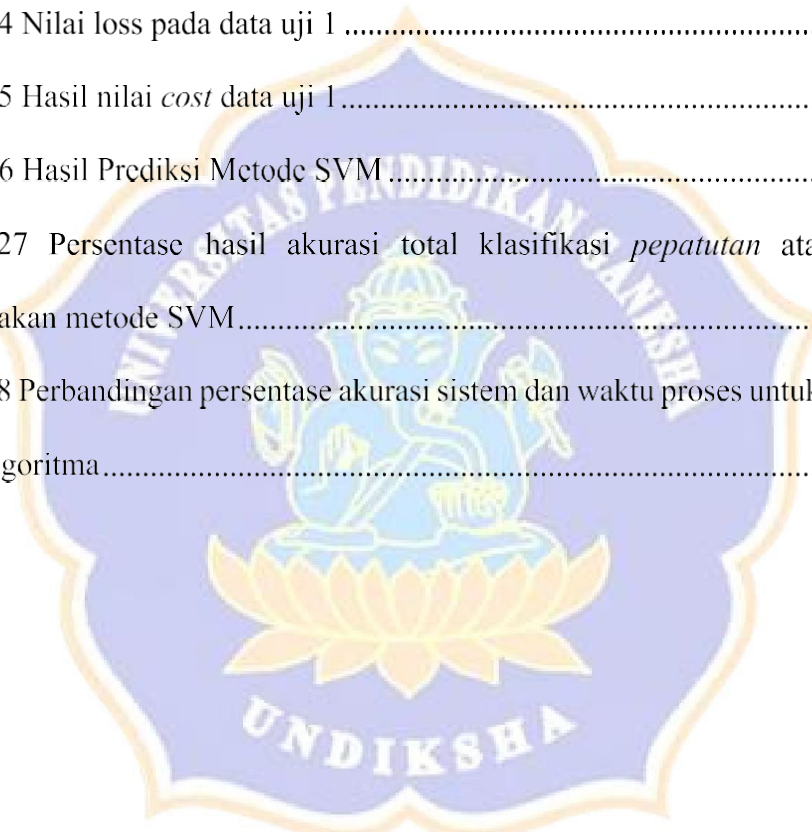 4 Nilai loss pada data uji 1 ............................................................
5 Hasil nilai cost data uji 1............................................................
6 Hasil Prediksi Metode SVM ......................................................
27 Persentase hasil akurasi total klasifikasi pepatutan ata
akan metode SVM.........................................................................
8 Perbandingan persentase akurasi sistem dan waktu proses untuk
goritma...........................................................................................
UNIVERSITAS PENDIDIKAN GANESHA
UNDIKSHA